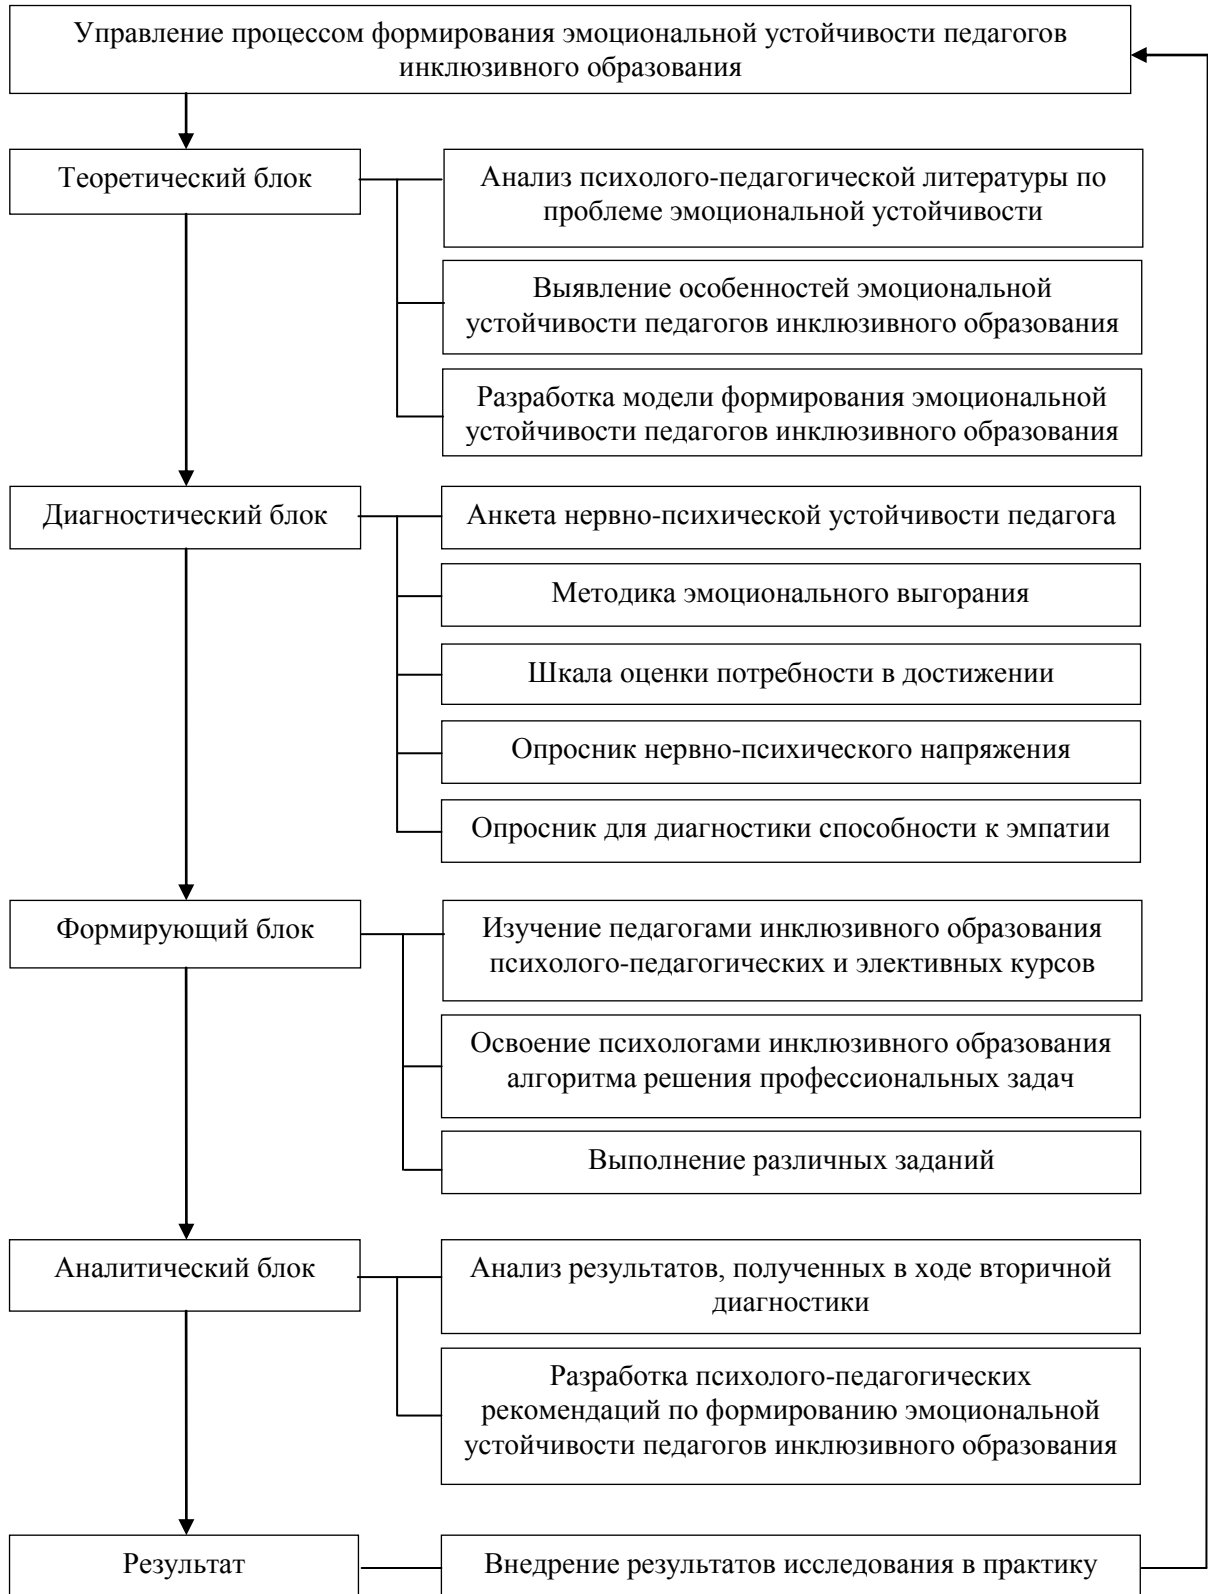 Управление процессом формирования эмоциональной устойчивости педагогов
инклюзивного образования
Теоретический блок
Анализ психолого-педагогической литературы по
проблеме эмоциональной устойчивости
Выявление особенностей эмоциональной
устойчивости педагогов инклюзивного образования
Разработка модели формирования эмоциональной
устойчивости педагогов инклюзивного образования
Диагностический блок
Анкета нервно-психической устойчивости педагога
Методика эмоционального выгорания
Шкала оценки потребности в достижении
Опросник нервно-психического напряжения
Опросник для диагностики способности к эмпатии
Формирующий блок
Изучение педагогами инклюзивного образования
психолого-педагогических и элективных курсов
Освоение психологами инклюзивного образования
алгоритма решения профессиональных задач
Выполнение различных заданий
Аналитический блок
Анализ результатов, полученных в ходе вторичной
диагностики
Разработка психолого-педагогических
рекомендаций по формированию эмоциональной
устойчивости педагогов инклюзивного образования
Результат
Внедрение результатов исследования в практику